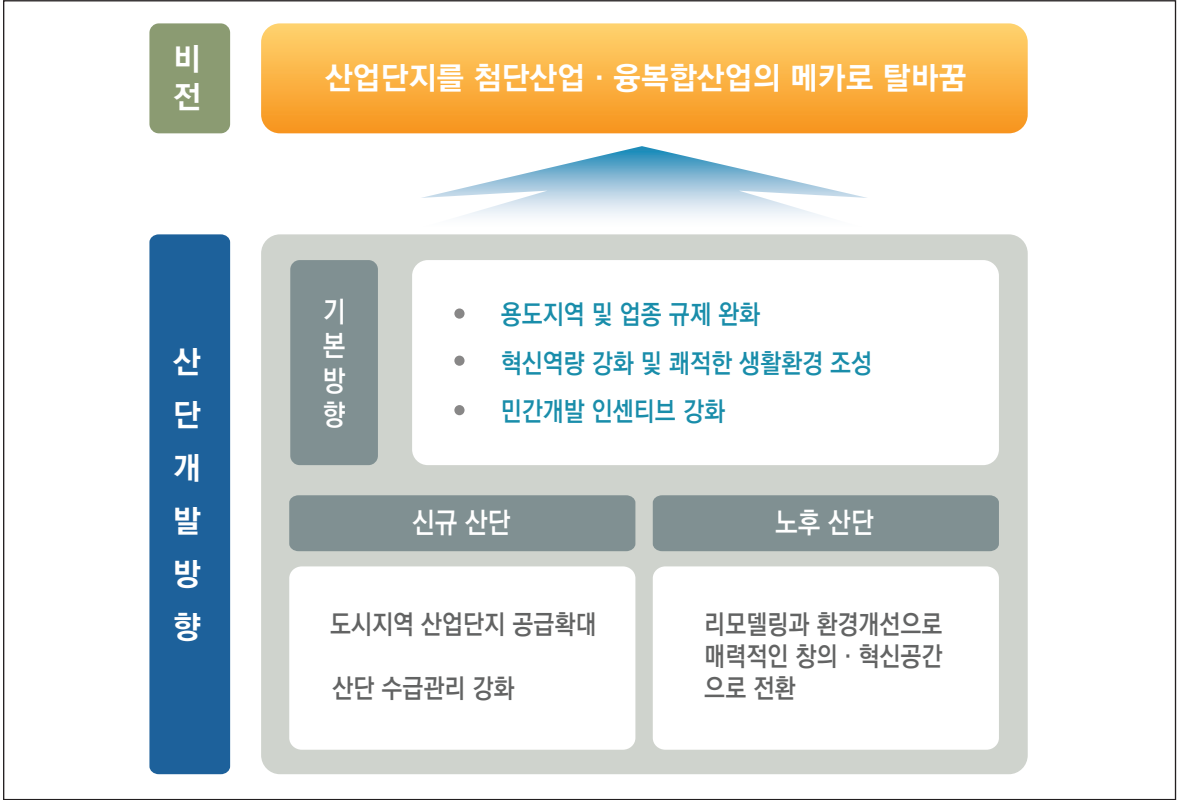 비전
산업단지를 첨단산업 · 융복합산업의 메카로 탈바꿈
산단개발방향
기본방향
● 용도지역 및 업종 규제 완화
● 혁신역량 강화 및 쾌적한 생활환경 조성
● 민간개발 인센티브 강화
신규 산단
도시지역 산업단지 공급확대
산단 수급관리 강화
노후 산단
리모델링과 환경개선으로
매력적인 창의 · 혁신공간
으로 전환